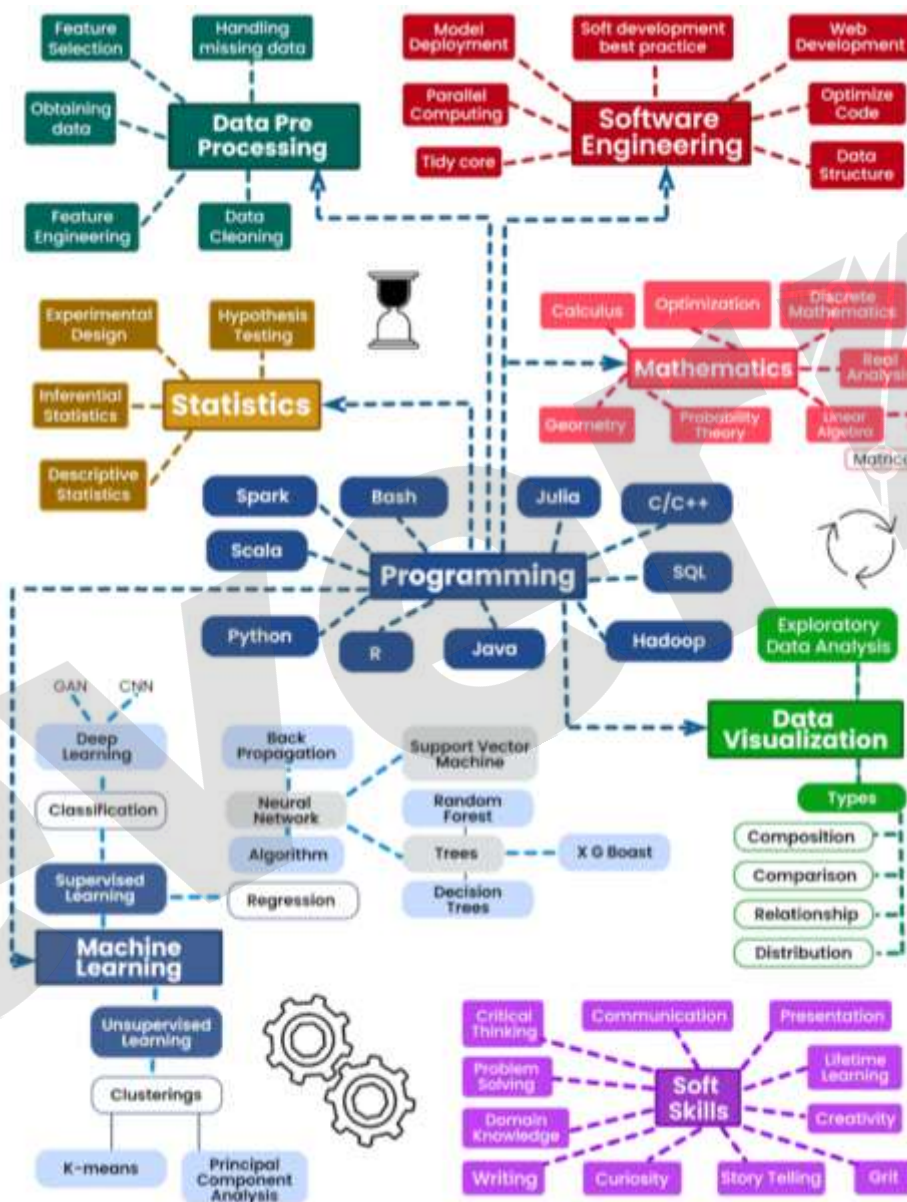 Feature
Selection
Handling
missing data
Obtaining
data
Data Pre
Processing
Feature
Engineering
Data
Cleaning
Model
Deployment
Soft development
best practice
Web
Development
Parallel
Computing
Software
Engineering
Optimize
Code
Tidy core
Data
Structure
Experimental
Design
Hypothesis
Testing
Inferential
Statistics
Statistics
Descriptive
Statistics
Calculus
Optimization
Discrete
Mathematics
Mathematics
Real
Analysis
Geometry
Probability
Theory
Linear
Algebra
Matrice
Spark
Bash
Julia
C/C++
Scala
Programming
SQL
Python
R
Java
Hadoop
Exploratory
Data Analysis
Data
Visualization
Types
Composition
Comparison
Relationship
Distribution
GAN
CNN
Deep
Learning
Classification
Supervised
Learning
Machine
Learning
Back
Propagation
Neural
Network
Algorithm
Regression
Support Vector
Machine
Random
Forest
Trees
X G Boast
Decision
Trees
Unsupervised
Learning
Clusterings
K-means
Principal
Component
Analysis
Critical
Thinking
Communication
Presentation
Problem
Solving
Soft
Skills
Lifetime
Learning
Domain
Knowledge
Creativity
Writing
Curiosity
Story Telling
Grit